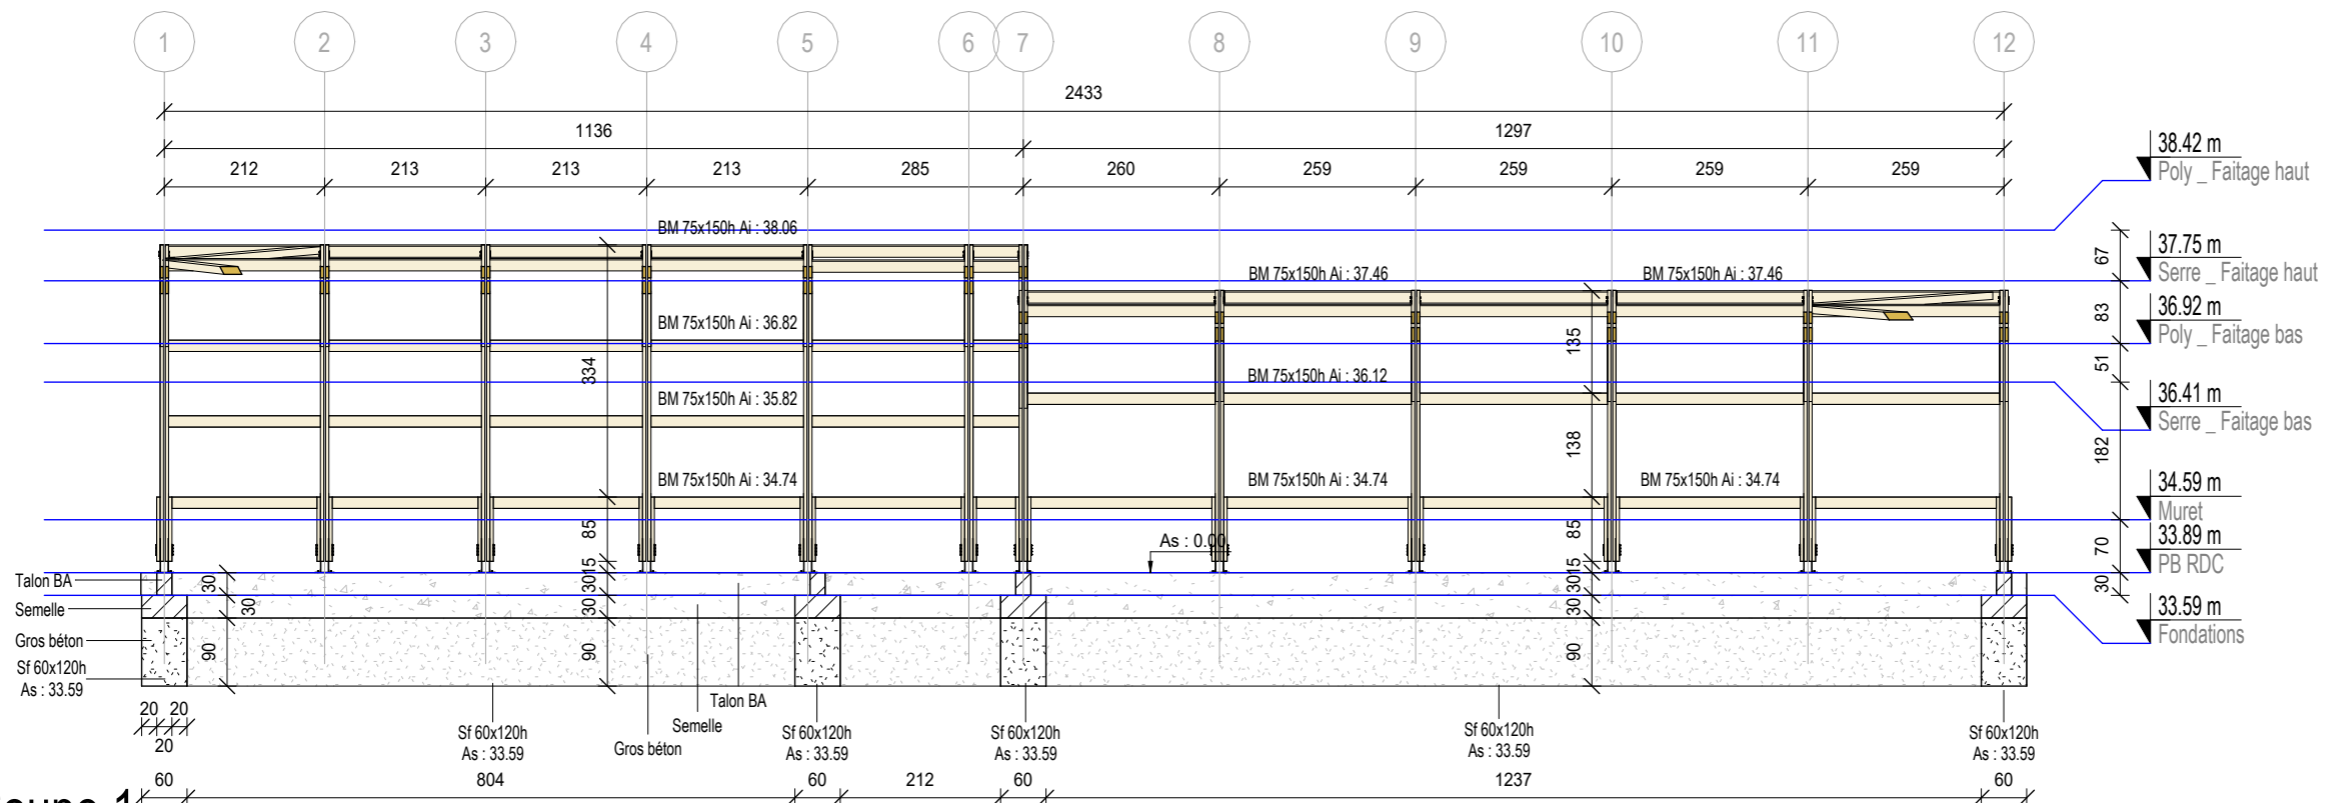 1 2 3 4 5 6 7 8 9 10 11 12
2433
1136 1297
212 213 213 213 285 260 259 259 259 259
38.42 m
Poly _ Faitage haut
BM 75x150h Ai : 38.06
67
37.75 m
Serre _ Faitage haut
BM 75x150h Ai : 37.46 BM 75x150h Ai : 37.46
83
36.92 m
Poly _ Faitage bas
BM 75x150h Ai : 36.82
334
135
51
BM 75x150h Ai : 36.12
36.41 m
Serre _ Faitage bas
BM 75x150h Ai : 35.82
138
182
BM 75x150h Ai : 34.74 BM 75x150h Ai : 34.74 BM 75x150h Ai : 34.74
34.59 m
Muret
85 85
As : 0.00
70
33.89 m
PB RDC
15 15
Talon BA
30 30 30 30
Semelle
30 30 30
33.59 m
Fondations
Gros béton
90 90 90
Sf 60x120h
As : 33.59
Talon BA
Semelle
Gros béton
20 20
20
Sf 60x120h Sf 60x120h Sf 60x120h Sf 60x120h Sf 60x120h
As : 33.59 As : 33.59 As : 33.59 As : 33.59 As : 33.59
60 804 60 212 60 1237 60